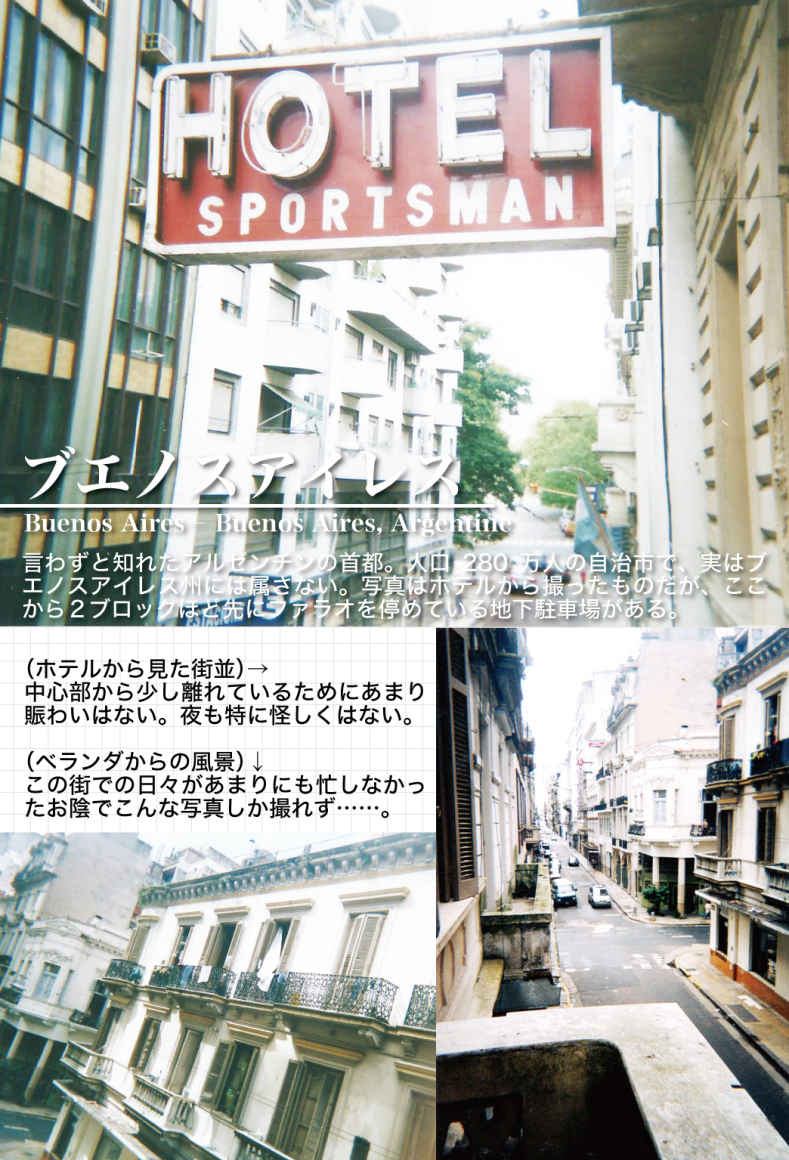 HOTEL
SPORTSMAN
ブエノスアイレス
Buenos Aires – Buenos Aires, Argentine
言わずと知れたアルゼンチンの首都。人口 280 万人の自治市で、実はブ
エノスアイレス州には属さない。写真はホテルから撮ったものだが、ここ
から２ブロックほど先にファラオを停めている地下駐車場がある。
（ホテルから見た街並）→
中心部から少し離れているためにあまり
賑わいはない。夜も特に怪しくはない。
（ベランダからの風景）↓
この街での日々があまりにも忙しなかっ
たお陰でこんな写真しか撮れず……。